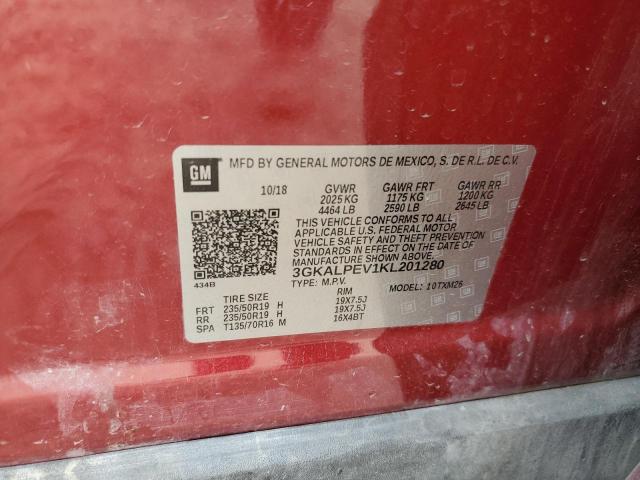 GM MFD BY GENERAL MOTORS DE MEXICO, S. DE R.L. DE C.V.
10/18 GVWR GAWR FRT GAWR RR
2025 KG 1175 KG 1200 KG
4464 LB 2590 LB 2645 LB
THIS VEHICLE CONFORMS TO ALL
APPLICABLE U.S. FEDERAL MOTOR
VEHICLE SAFETY AND THEFT PREVENTION
STANDARDS IN EFFECT ON THE DATE OF
MANUFACTURE SHOWN ABOVE.
3GKALPEV1KL201280
434B TYPE: M.P.V. MODEL: 10TXM26
TIRE SIZE RIM
FRT 235/50R19 H 19X7.5J
RR 235/50R19 H 19X7.5J
SPA T135/70R16 M 16X4BT